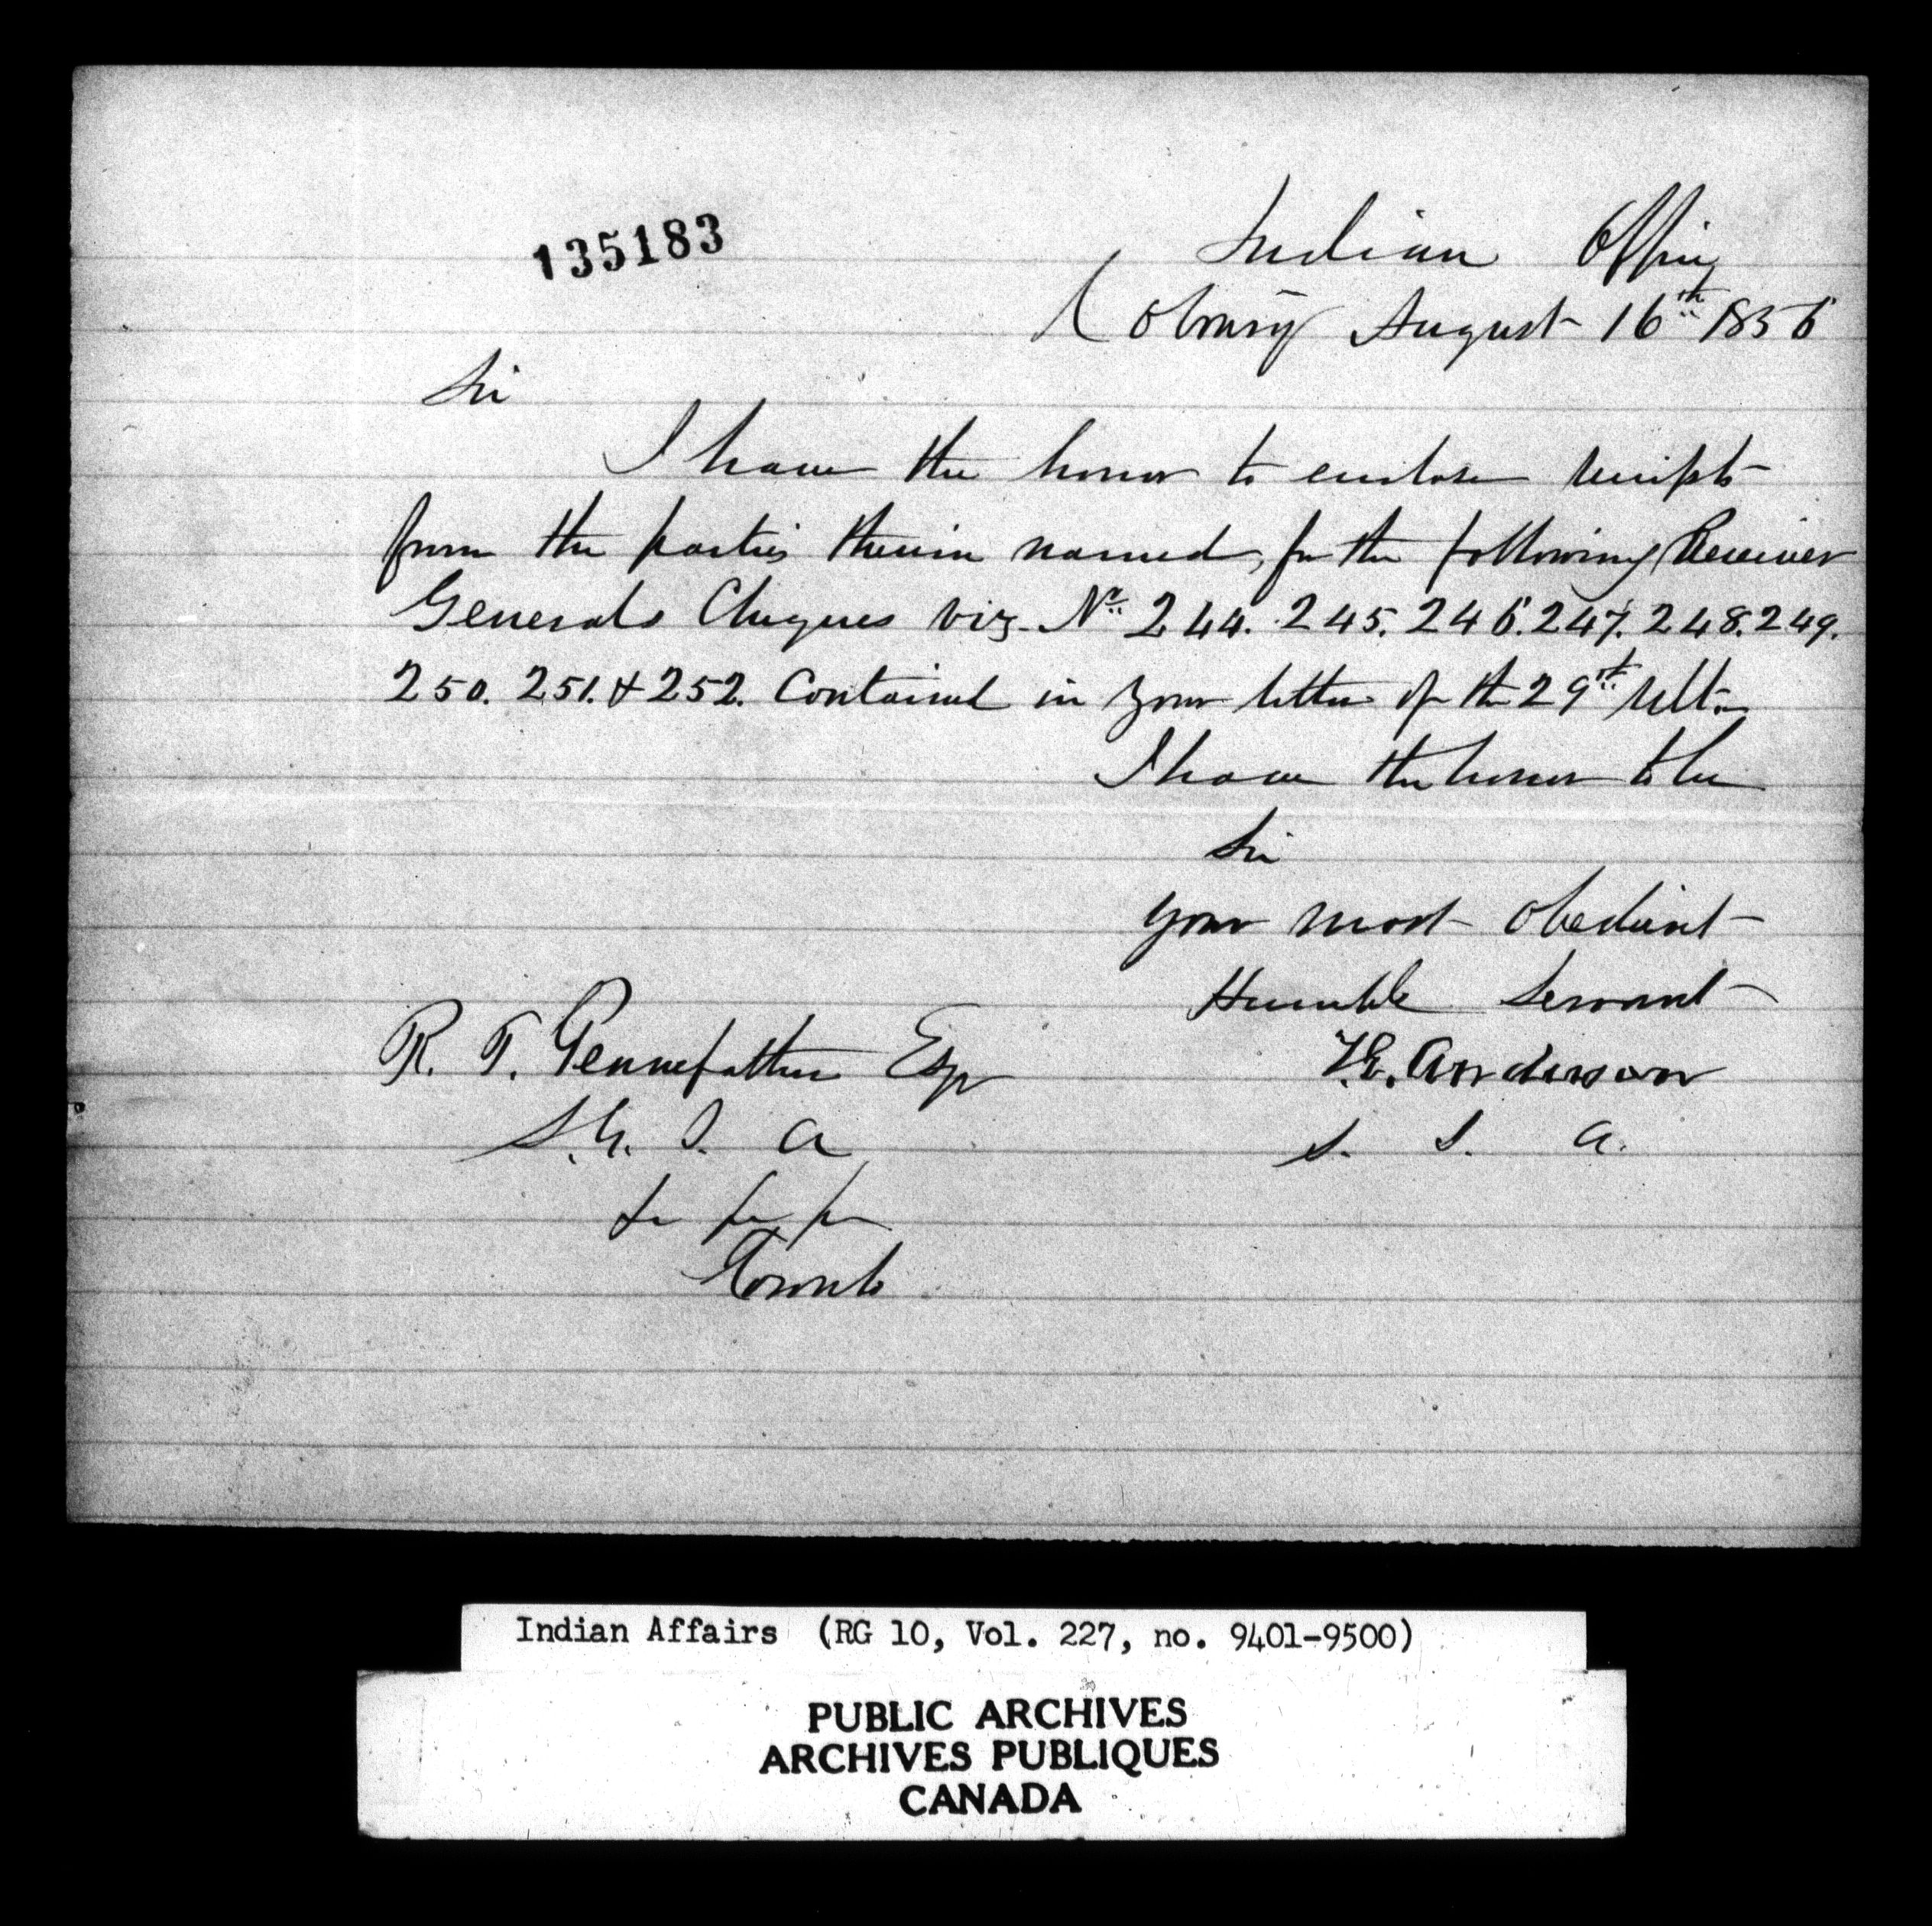 135183
Indian Office
Cobourg August 16th 1856
Sir
I have the honor to enclose receipts
from the parties therein named, for the following Receiver
Generals Cheques viz. Nos. 244. 245. 246. 247. 248. 249.
250. 251. & 252. Contained in your letter of the 29th Ult.
I have the honor to be
Sir
your most obedient
Humble Servant
R. T. Pennefather Esq
T.G. Anderson
S. G. I. A
S. I. A.
&c &c &c
Toronto
Indian Affairs (RG 10, Vol. 227, no. 9401-9500)
PUBLIC ARCHIVES
ARCHIVES PUBLIQUES
CANADA